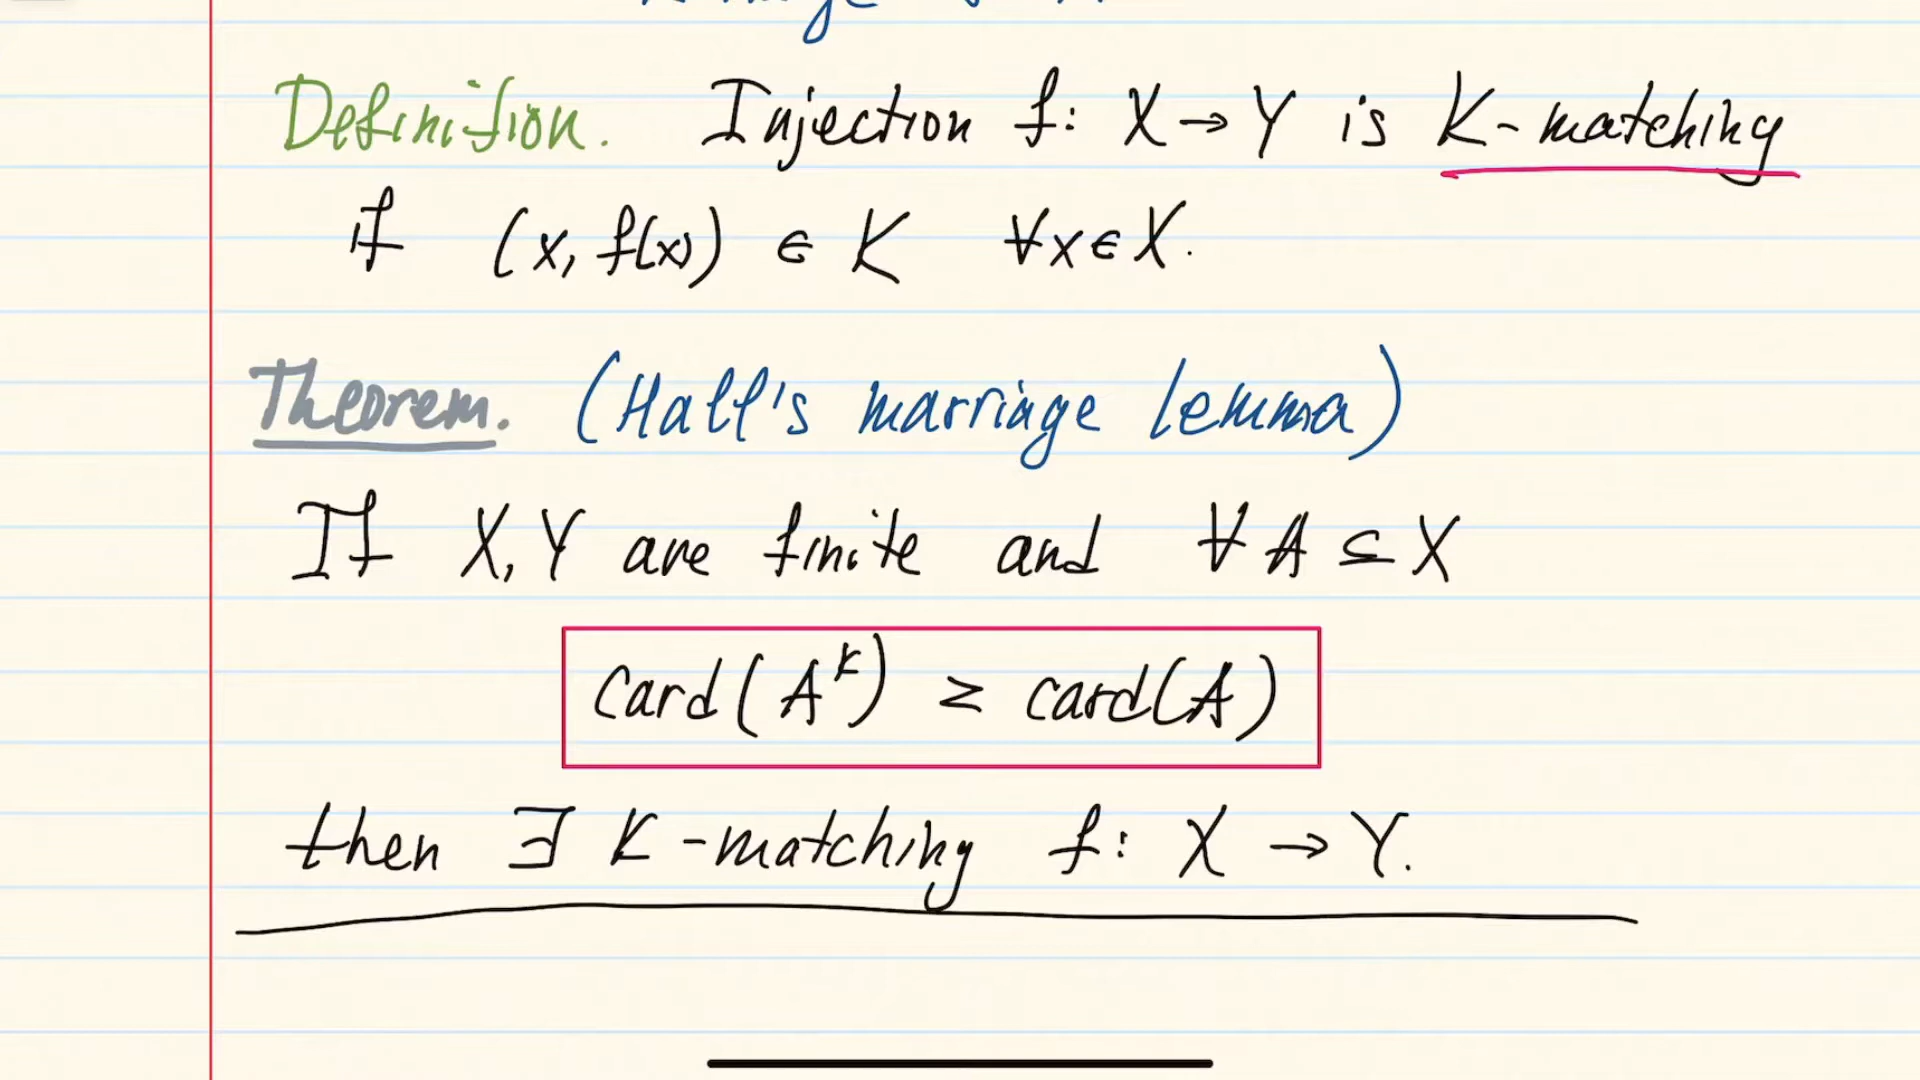 Definition. Injection f: X → Y is K-matching
if (x, f(x)) ∈ K ∀x∈X.
Theorem. (Hall's marriage lemma)
If X, Y are finite and ∀ A ⊆ X
Card(A^K) ≥ card(A)
then ∃ K-matching f: X → Y.